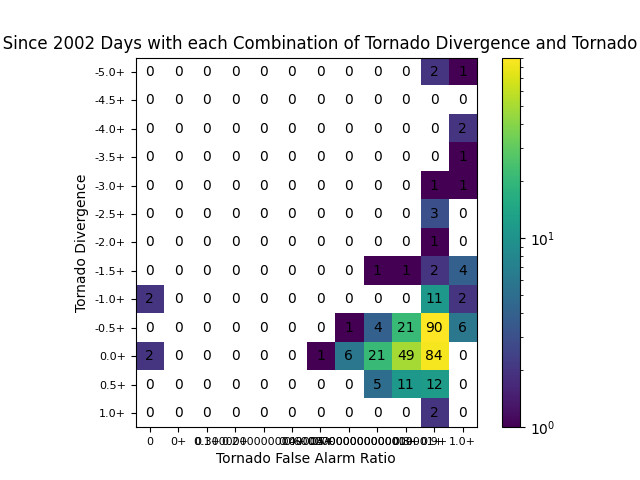 Since 2002 Days with each Combination of Tornado Divergence and Tornado
-5.0+ 0 0 0 0 0 0 0 0 0 0 2 1
-4.5+ 0 0 0 0 0 0 0 0 0 0 0 0
-4.0+ 0 0 0 0 0 0 0 0 0 0 0 2
-3.5+ 0 0 0 0 0 0 0 0 0 0 0 1
-3.0+ 0 0 0 0 0 0 0 0 0 0 1 1
-2.5+ 0 0 0 0 0 0 0 0 0 0 3 0
-2.0+ 0 0 0 0 0 0 0 0 0 0 1 0
-1.5+ 0 0 0 0 0 0 0 0 1 1 2 4
-1.0+ 2 0 0 0 0 0 0 0 0 0 11 2
-0.5+ 0 0 0 0 0 0 0 1 4 21 90 6
0.0+ 2 0 0 0 0 0 1 6 21 49 84 0
0.5+ 0 0 0 0 0 0 0 0 5 11 12 0
1.0+ 0 0 0 0 0 0 0 0 0 0 2 0
0 0+ 1.0+
Tornado False Alarm Ratio
Tornado Divergence
10¹
10⁰